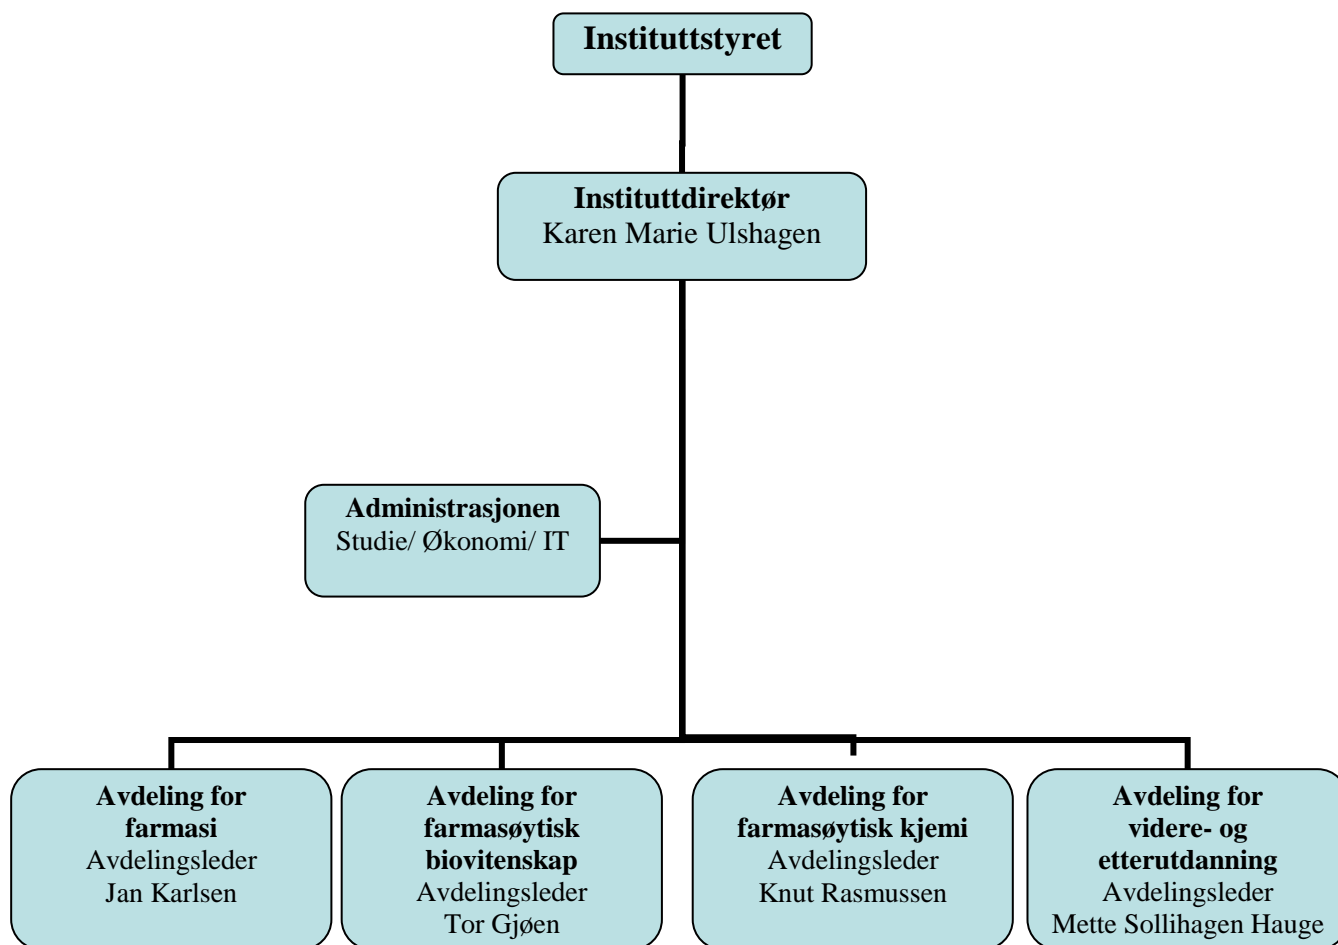 Instituttstyret
Instituttdirektør
Karen Marie Ulshagen
Administrasjonen
Studie/ Økonomi/ IT
Avdeling for
farmasi
Avdelingsleder
Jan Karlsen
Avdeling for
farmasøytisk
biovitenskap
Avdelingsleder
Tor Gjøen
Avdeling for
farmasøytisk kjemi
Avdelingsleder
Knut Rasmussen
Avdeling for
videre- og
etterutdanning
Avdelingsleder
Mette Sollihagen Hauge